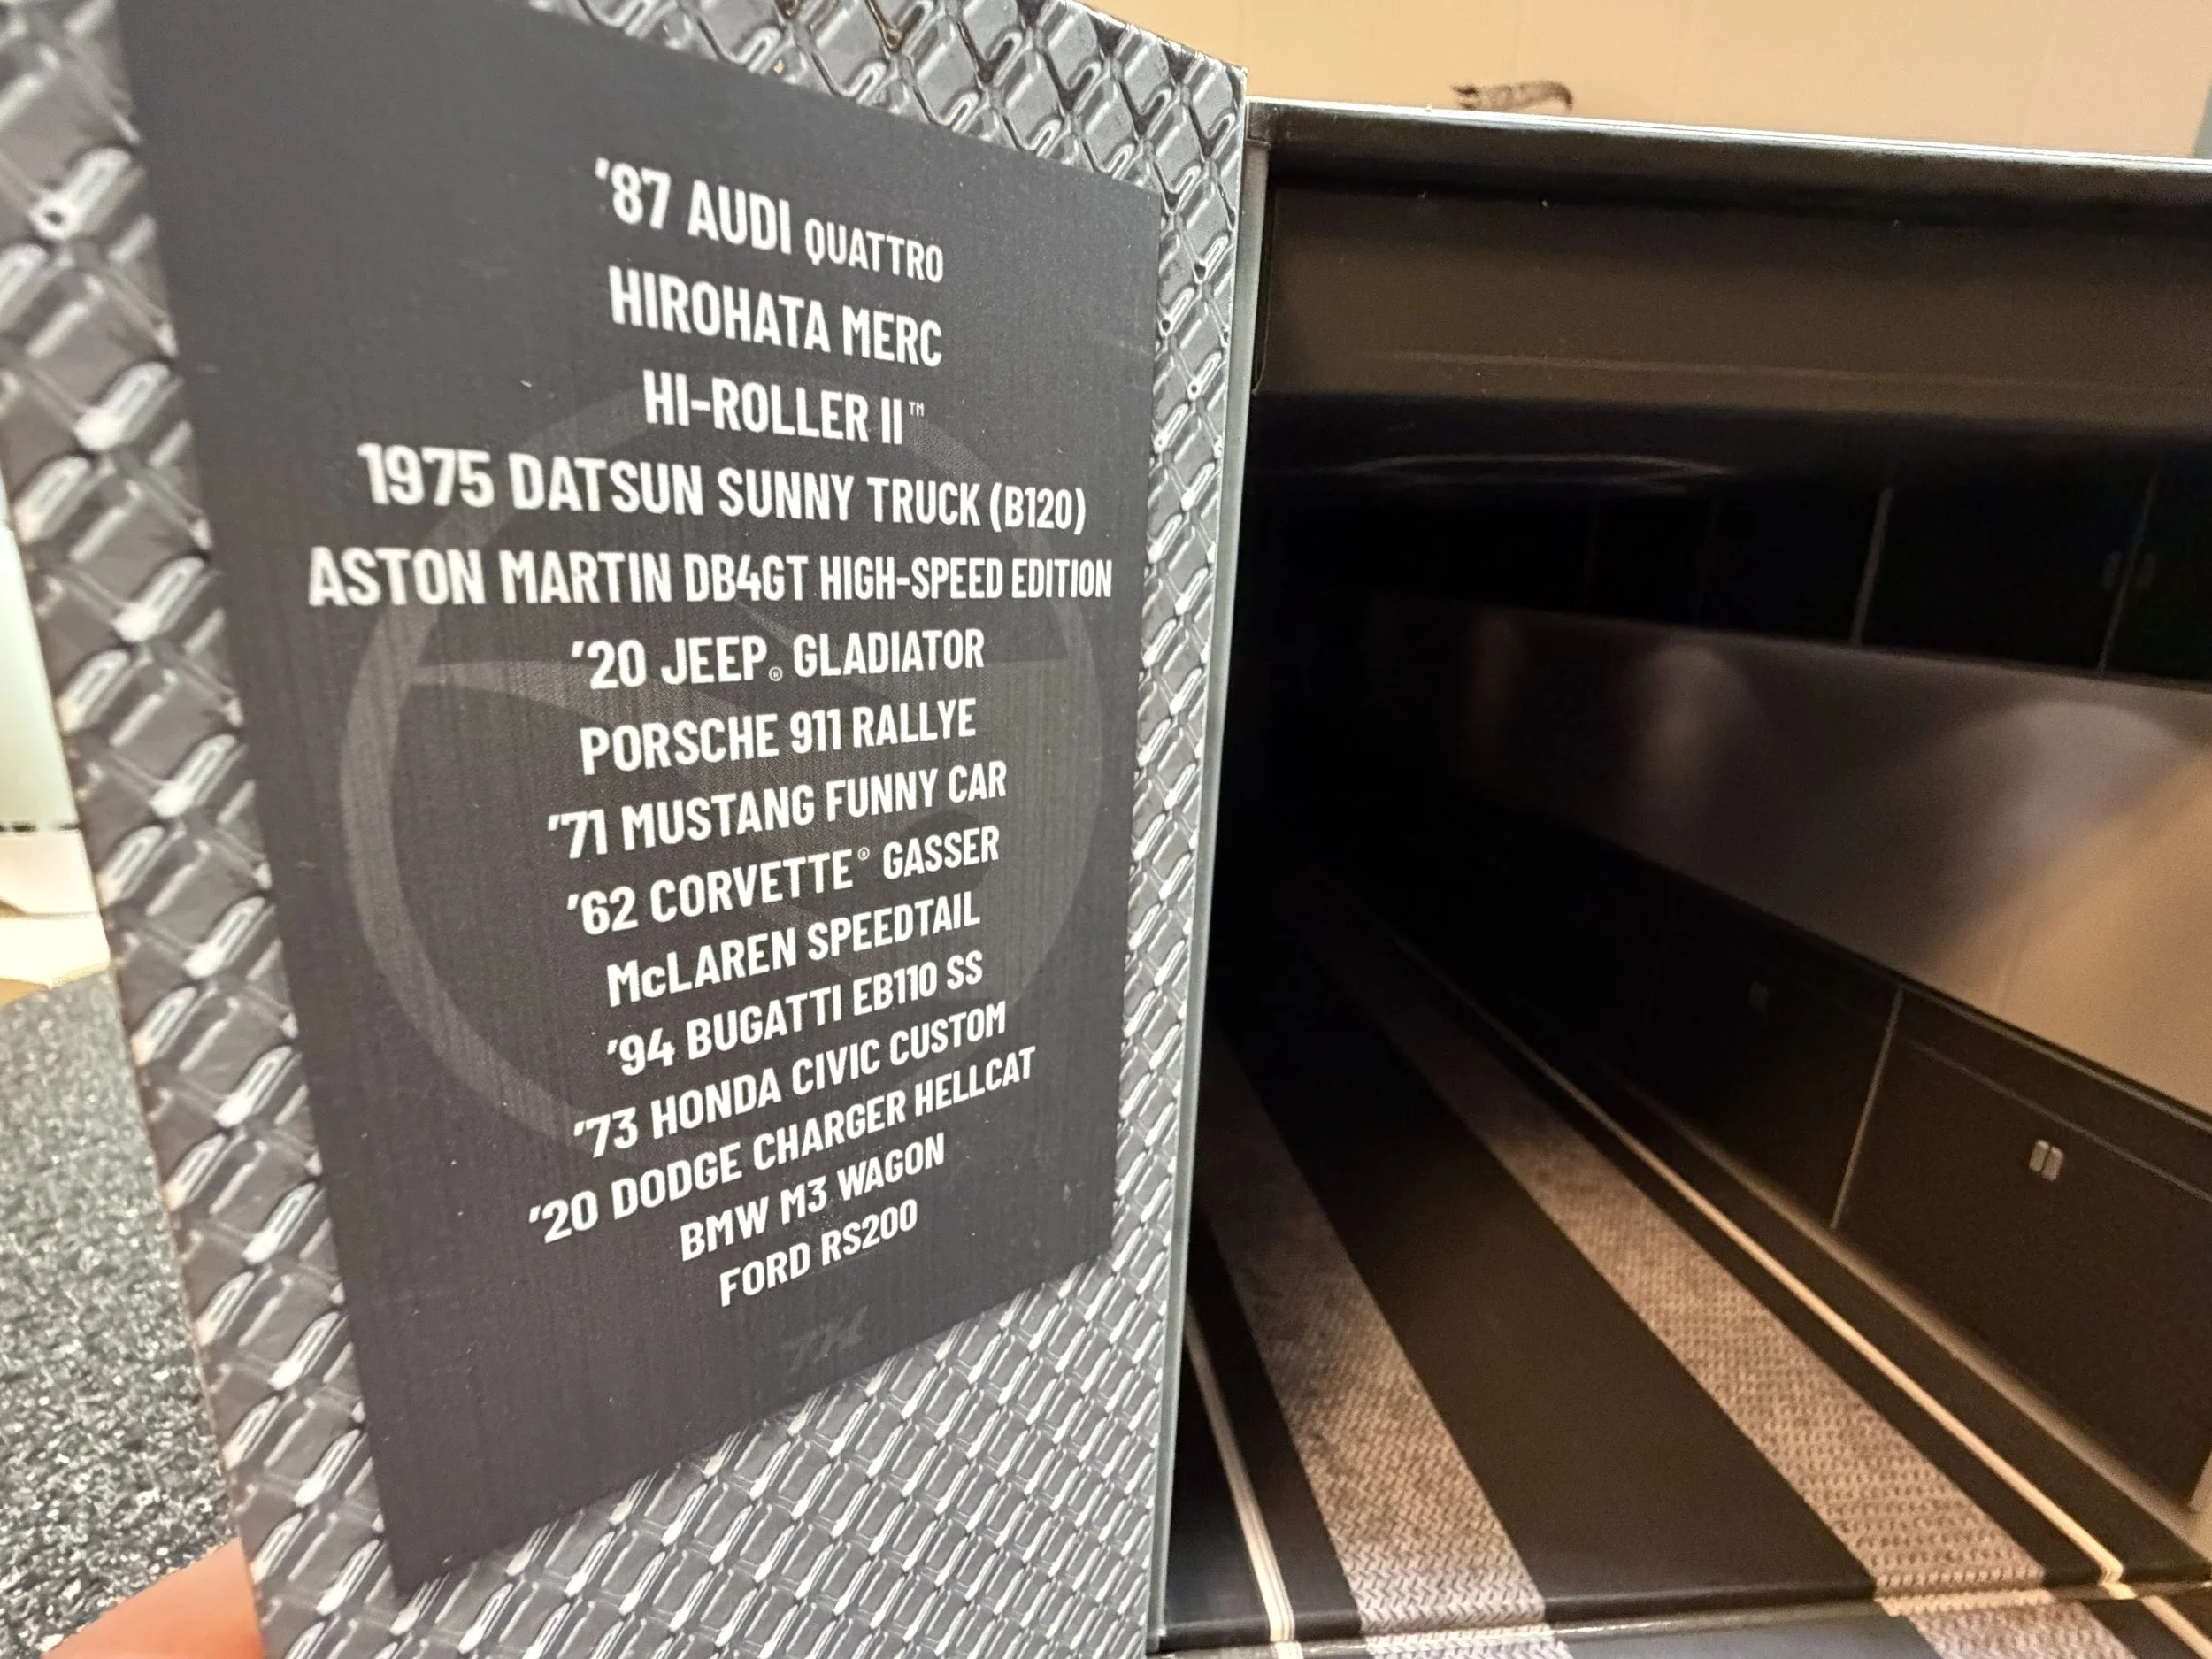 '87 AUDI QUATTRO
HIROHATA MERC
HI-ROLLER II™
1975 DATSUN SUNNY TRUCK (B120)
ASTON MARTIN DB4GT HIGH-SPEED EDITION
'20 JEEP® GLADIATOR
PORSCHE 911 RALLYE
'71 MUSTANG FUNNY CAR
'62 CORVETTE® GASSER
McLAREN SPEEDTAIL
'94 BUGATTI EB110 SS
'73 HONDA CIVIC CUSTOM
'20 DODGE CHARGER HELLCAT
BMW M3 WAGON
FORD RS200